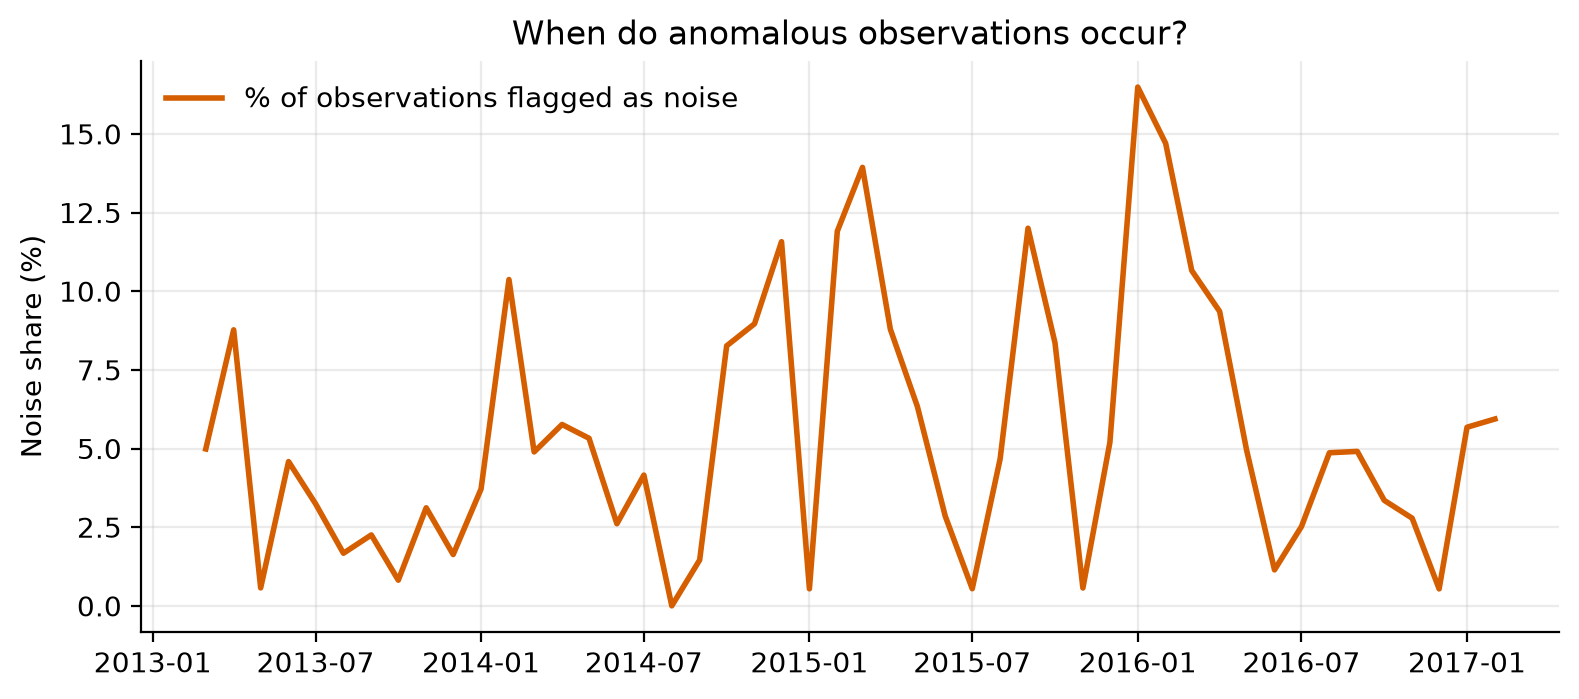 When do anomalous observations occur?
% of observations flagged as noise
Noise share (%)
15.0
12.5
10.0
7.5
5.0
2.5
0.0
2013-01 2013-07 2014-01 2014-07 2015-01 2015-07 2016-01 2016-07 2017-01